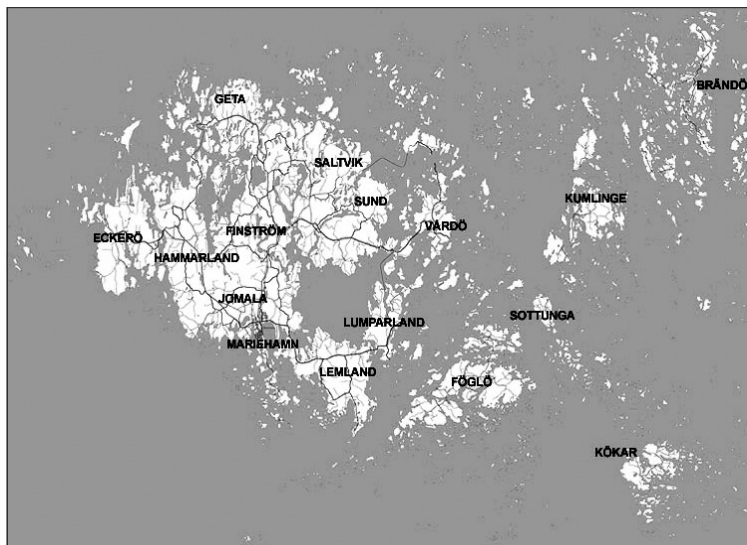 BRÄNDÖ
GETA
SALTVIK
SUND
KUMLINGE
VÅRDÖ
FINSTRÖM
ECKERÖ
HAMMARLAND
JOMALA
SOTTUNGA
LUMPARLAND
MARIEHAMN
LEMLAND
FÖGLÖ
KÖKAR